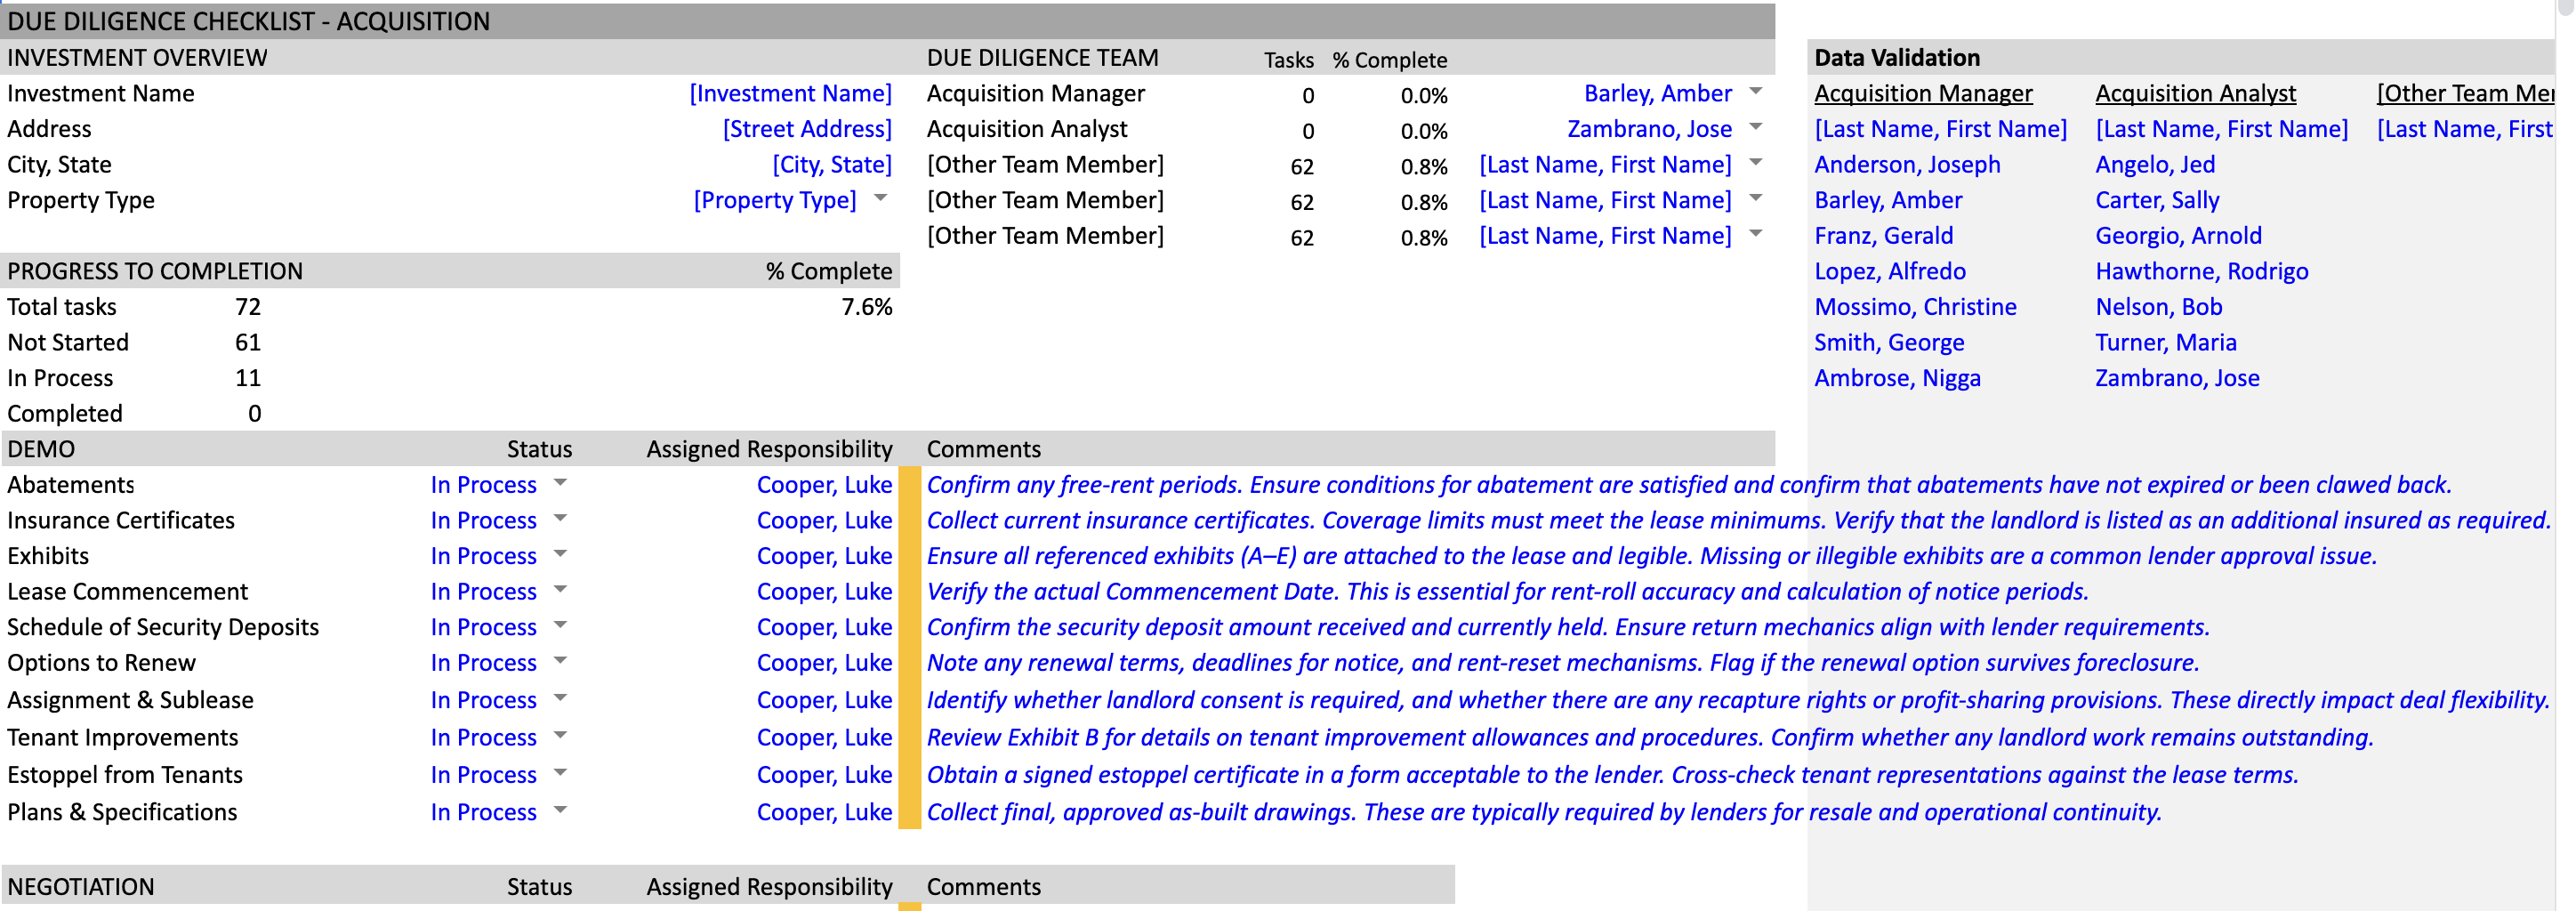 DUE DILIGENCE CHECKLIST - ACQUISITION
INVESTMENT OVERVIEW
Investment Name [Investment Name]
Address [Street Address]
City, State [City, State]
Property Type [Property Type]
DUE DILIGENCE TEAM Tasks % Complete
Acquisition Manager 0 0.0% Barley, Amber
Acquisition Analyst 0 0.0% Zambrano, Jose
[Other Team Member] 62 0.8% [Last Name, First Name]
[Other Team Member] 62 0.8% [Last Name, First Name]
[Other Team Member] 62 0.8% [Last Name, First Name]
Data Validation
Acquisition Manager Acquisition Analyst [Other Team Mer
[Last Name, First Name] [Last Name, First Name] [Last Name, First
Anderson, Joseph Angelo, Jed
Barley, Amber Carter, Sally
Franz, Gerald Georgio, Arnold
Lopez, Alfredo Hawthorne, Rodrigo
Mossimo, Christine Nelson, Bob
Smith, George Turner, Maria
Ambrose, Nigga Zambrano, Jose
PROGRESS TO COMPLETION % Complete
Total tasks 72 7.6%
Not Started 61
In Process 11
Completed 0
DEMO Status Assigned Responsibility Comments
Abatements In Process Cooper, Luke Confirm any free-rent periods. Ensure conditions for abatement are satisfied and confirm that abatements have not expired or been clawed back.
Insurance Certificates In Process Cooper, Luke Collect current insurance certificates. Coverage limits must meet the lease minimums. Verify that the landlord is listed as an additional insured as required.
Exhibits In Process Cooper, Luke Ensure all referenced exhibits (A–E) are attached to the lease and legible. Missing or illegible exhibits are a common lender approval issue.
Lease Commencement In Process Cooper, Luke Verify the actual Commencement Date. This is essential for rent-roll accuracy and calculation of notice periods.
Schedule of Security Deposits In Process Cooper, Luke Confirm the security deposit amount received and currently held. Ensure return mechanics align with lender requirements.
Options to Renew In Process Cooper, Luke Note any renewal terms, deadlines for notice, and rent-reset mechanisms. Flag if the renewal option survives foreclosure.
Assignment & Sublease In Process Cooper, Luke Identify whether landlord consent is required, and whether there are any recapture rights or profit-sharing provisions. These directly impact deal flexibility.
Tenant Improvements In Process Cooper, Luke Review Exhibit B for details on tenant improvement allowances and procedures. Confirm whether any landlord work remains outstanding.
Estoppel from Tenants In Process Cooper, Luke Obtain a signed estoppel certificate in a form acceptable to the lender. Cross-check tenant representations against the lease terms.
Plans & Specifications In Process Cooper, Luke Collect final, approved as-built drawings. These are typically required by lenders for resale and operational continuity.
NEGOTIATION Status Assigned Responsibility Comments